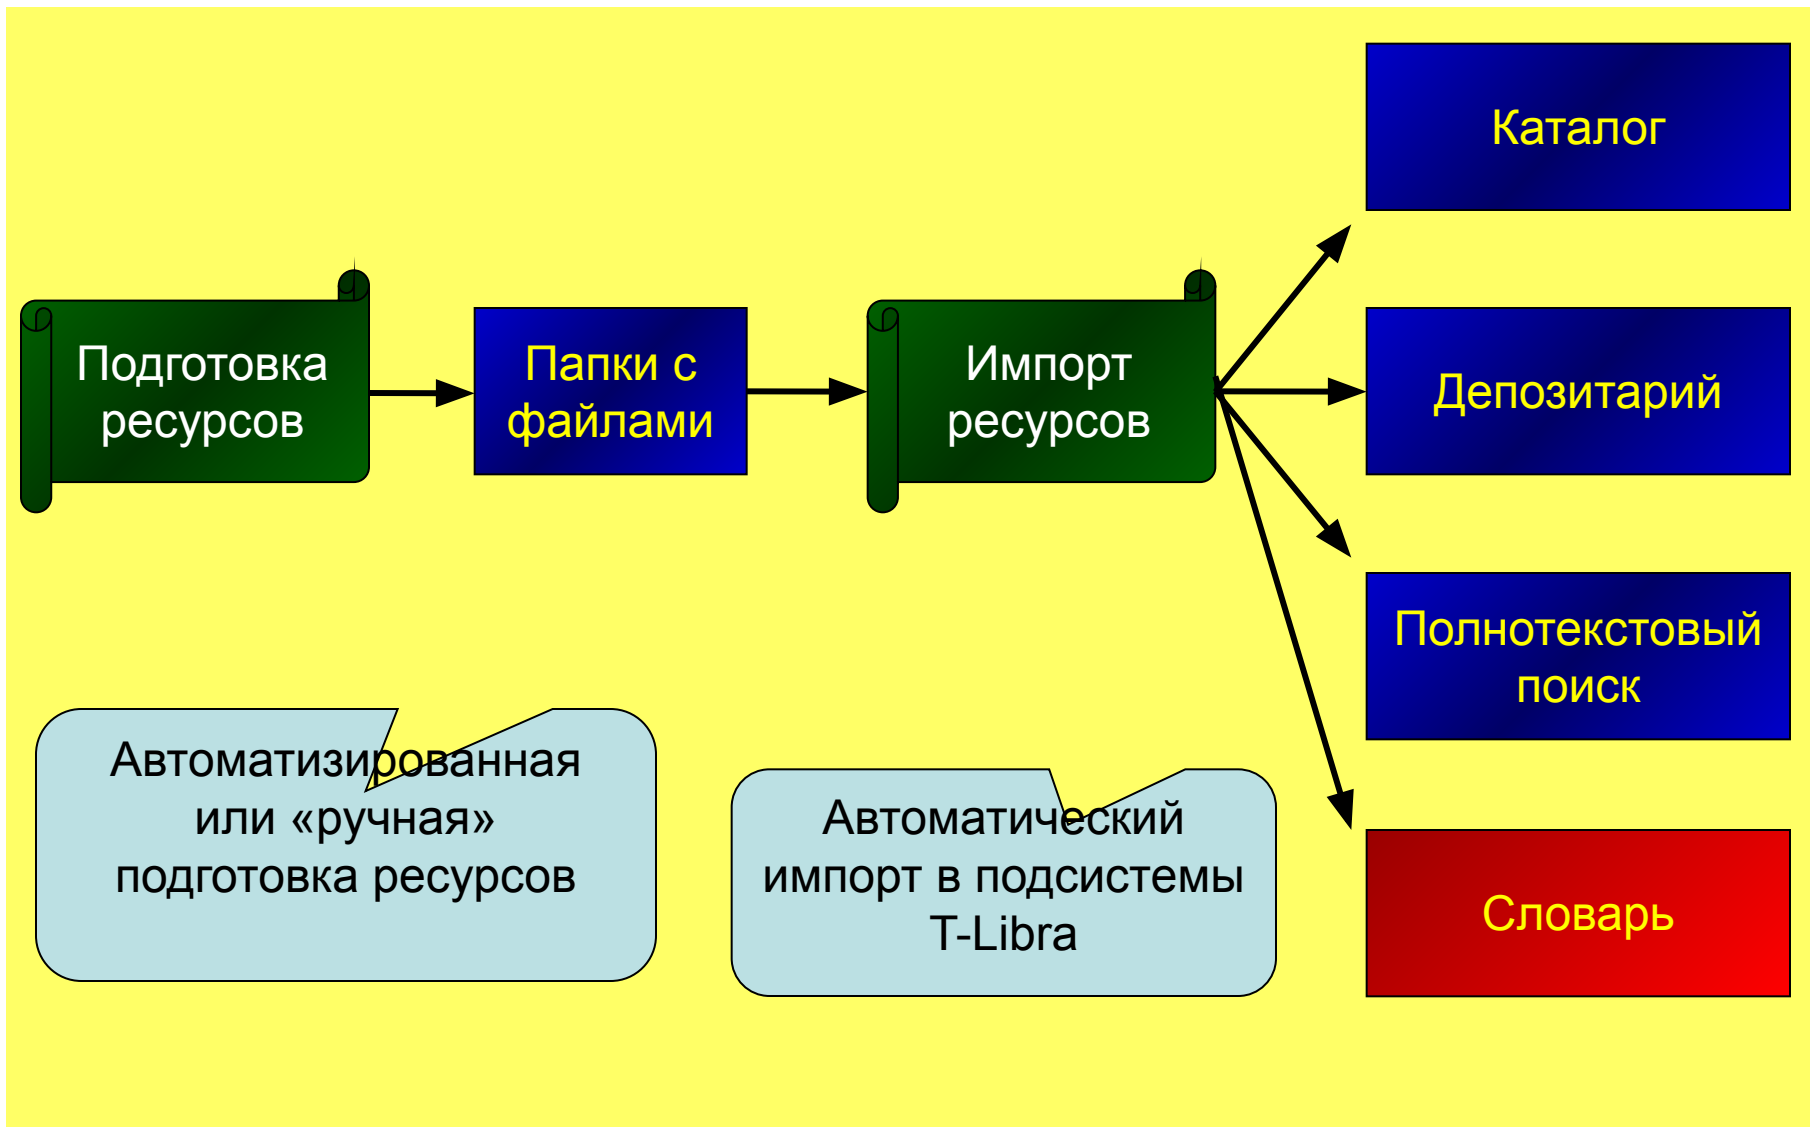 Каталог
Подготовка
ресурсов
Папки с
файлами
Импорт
ресурсов
Депозитарий
Полнотекстовый
поиск
Автоматизированная
или «ручная»
подготовка ресурсов
Автоматический
импорт в подсистемы
T-Libra
Словарь